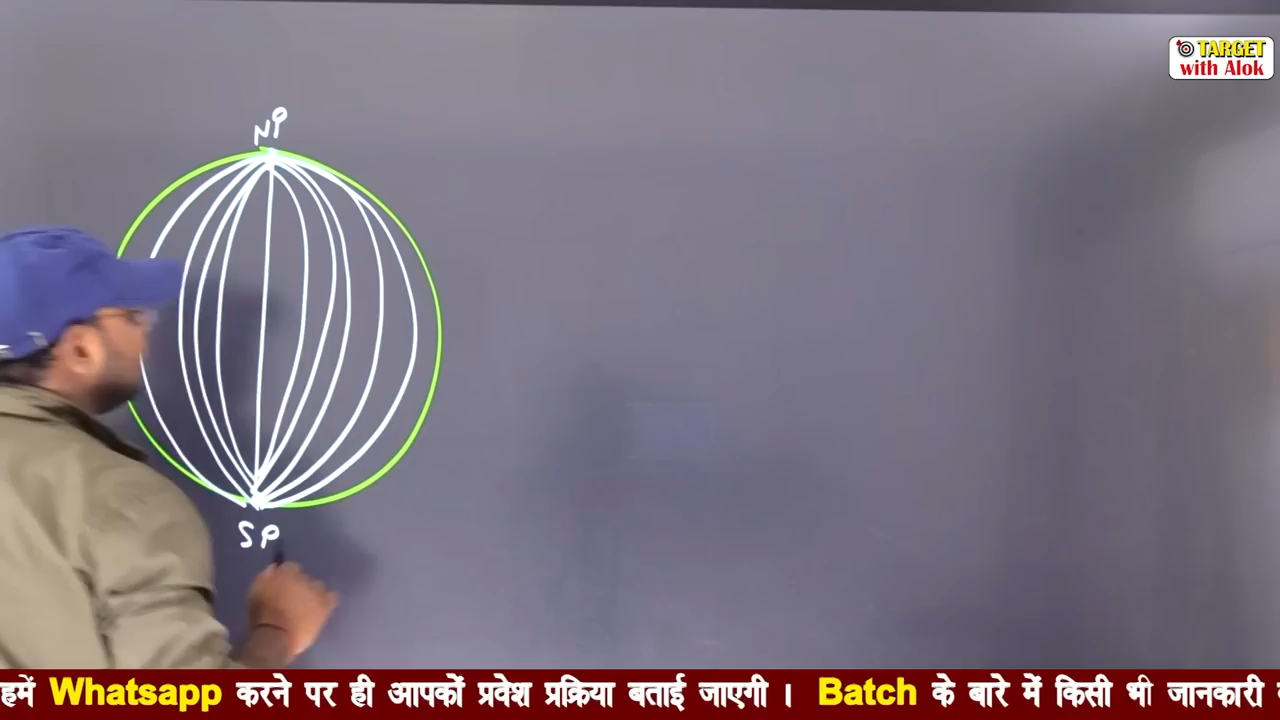 TARGET
with Alok
NP
SP
हमें Whatsapp करने पर ही आपकों प्रवेश प्रक्रिया बताई जाएगी । Batch के बारे में किसी भी जानकारी